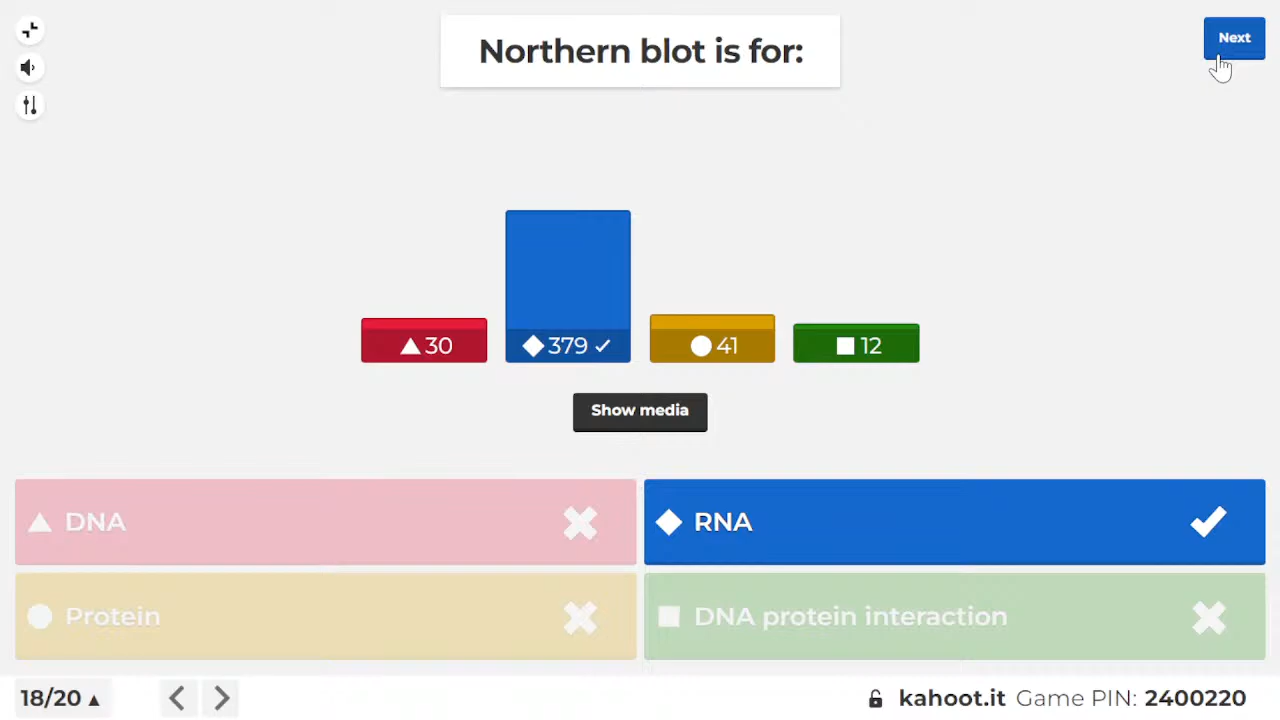 Northern blot is for:
Next
30
379
41
12
Show media
DNA
RNA
Protein
DNA protein interaction
18/20
kahoot.it Game PIN: 2400220